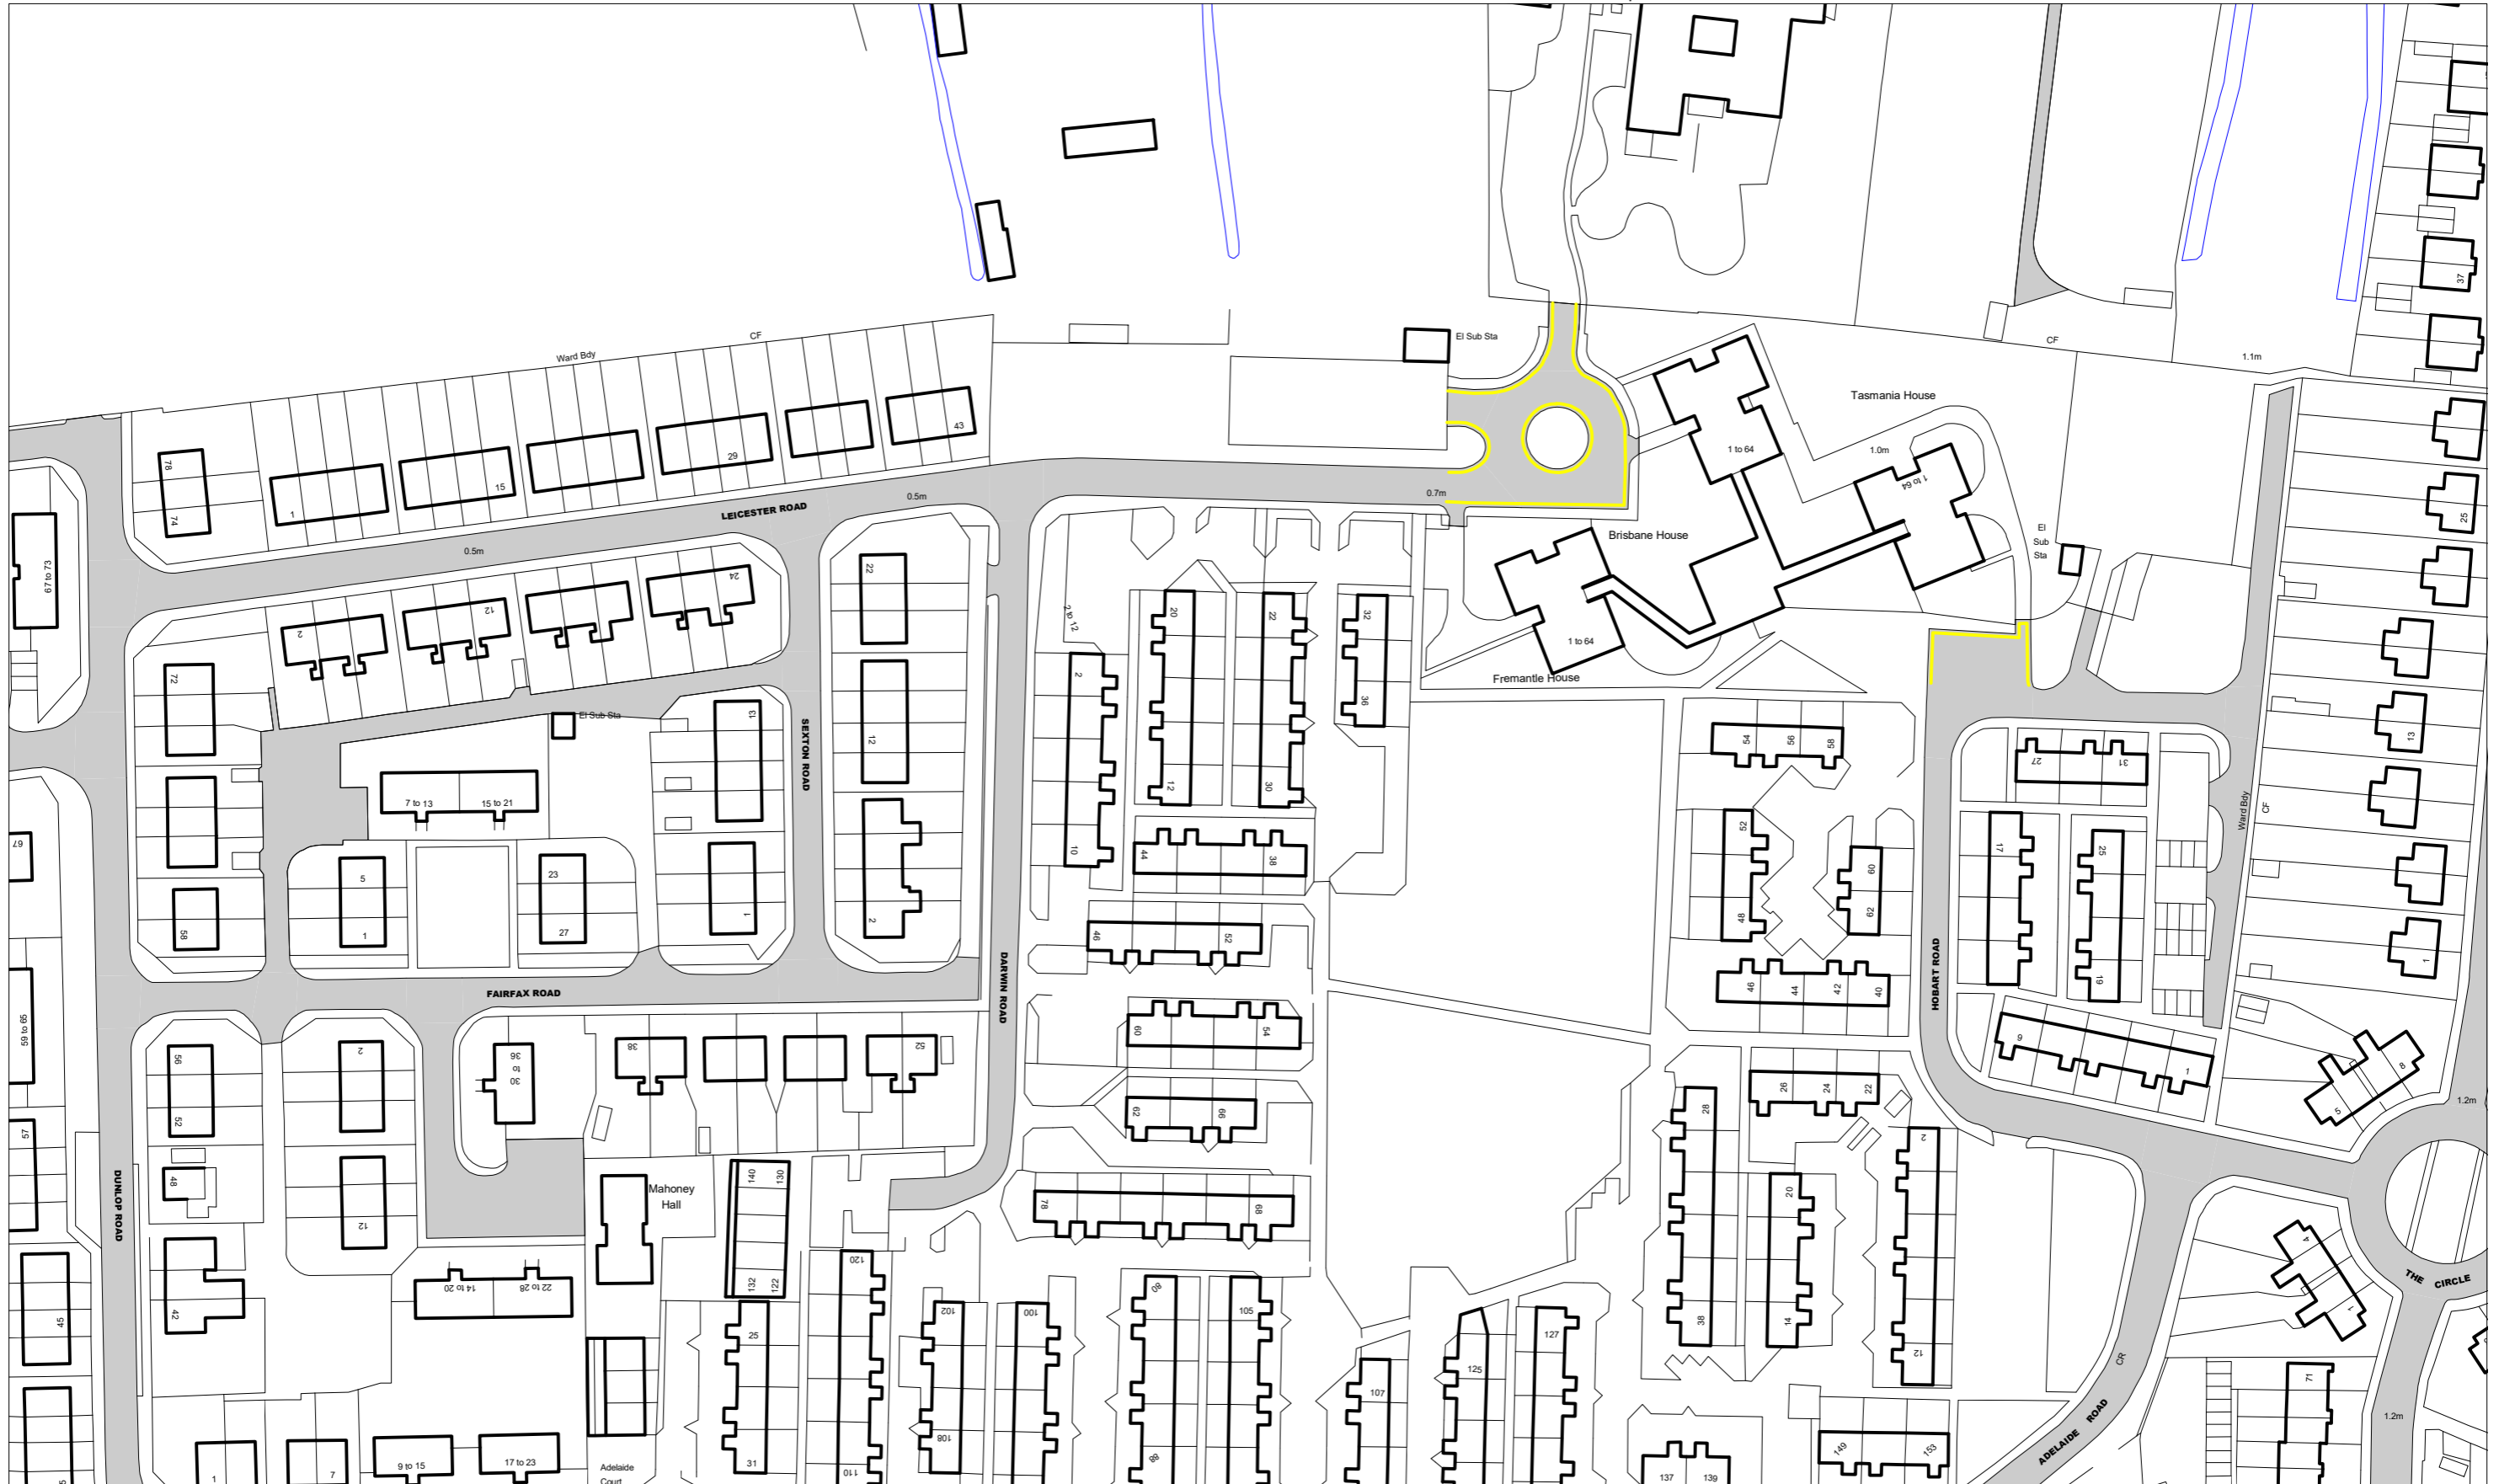 37
Ward Bdy
CF
El Sub Sta
CF
1.1m
Tasmania House
78
74
1
15
29
43
1 to 64
1.0m
1 to 64
0.5m
0.7m
LEICESTER ROAD
0.5m
Brisbane House
El
Sub
Sta
25
67 to 73
2
12
24
22
2 to 12
20
22
32
1 to 64
Fremantle House
72
El Sub Sta
13
SEXTON ROAD
12
2
36
54
56
58
27
31
13
7 to 13
15 to 21
12
30
Ward Bdy
CF
67
5
1
23
27
1
2
10
44
38
52
48
60
62
17
25
19
58
46
52
1
HOBART ROAD
FAIRFAX ROAD
DARWIN ROAD
46
44
42
40
59 to 65
56
52
2
36
to
30
38
52
60
54
9
1
8
5
57
48
12
62
66
28
26
24
22
2
1.2m
DUNLOP ROAD
Mahoney
Hall
140
130
132
122
78
68
20
4
1
THE CIRCLE
42
14 to 20
22 to 28
45
120
102
100
105
127
38
14
12
CR
25
31
108
110
107
125
71
1.2m
ADELAIDE ROAD
1
7
9 to 15
17 to 23
Adelaide
Court
137
139
149
153